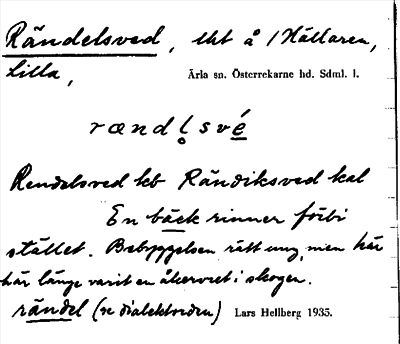 Rändelsved, tht å /Hällaren,
Lilla, Ärla sn. Österrekarne hd. Sdml. l.
rændl̥své
Rendelsved kb Rändiksved kal
En bäck rinner förbi
stället. Bebyggelsen rätt ung, men här
har länge varit en åkervret i skogen.
rändel (se dialektorden) Lars Hellberg 1935.